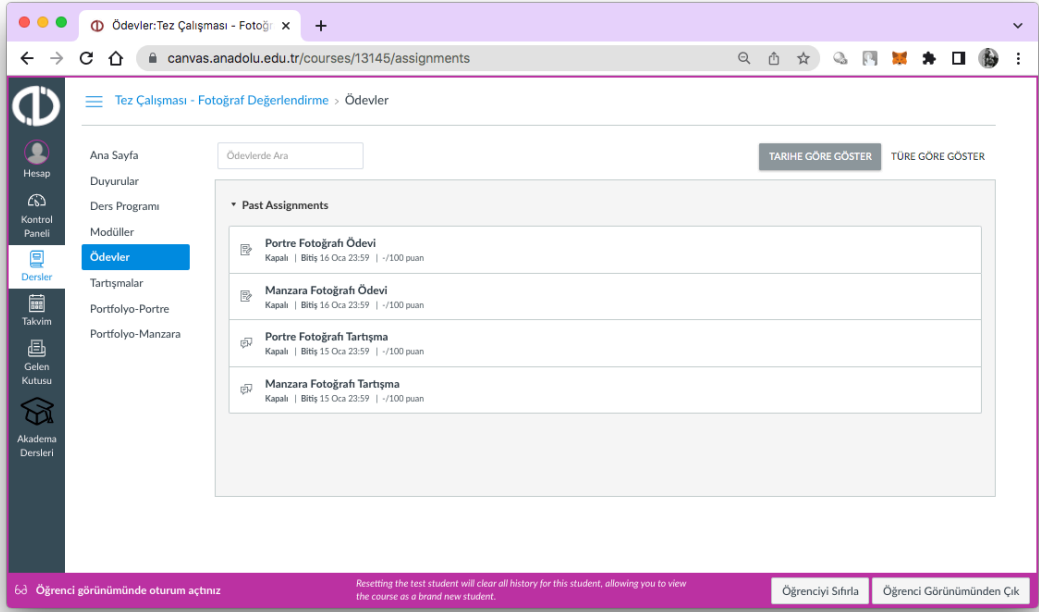 Ödevler:Tez Çalışması - Fotoğr
canvas.anadolu.edu.tr/courses/13145/assignments
Tez Çalışması - Fotoğraf Değerlendirme › Ödevler
Hesap
Kontrol
Paneli
Dersler
Takvim
Gelen
Kutusu
Akadema
Dersleri
Ana Sayfa
Duyurular
Ders Programı
Modüller
Ödevler
Tartışmalar
Portfolyo-Portre
Portfolyo-Manzara
Ödevlerde Ara
TARIHE GÖRE GÖSTER
TÜRE GÖRE GÖSTER
Past Assignments
Portre Fotoğrafı Ödevi
Kapalı | Bitiş 16 Oca 23:59 | -/100 puan
Manzara Fotoğrafı Ödevi
Kapalı | Bitiş 16 Oca 23:59 | -/100 puan
Portre Fotoğrafı Tartışma
Kapalı | Bitiş 15 Oca 23:59 | -/100 puan
Manzara Fotoğrafı Tartışma
Kapalı | Bitiş 15 Oca 23:59 | -/100 puan
Öğrenci görünümünde oturum açtınız
Resetting the test student will clear all history for this student, allowing you to view
the course as a brand new student.
Öğrenciyi Sıfırla
Öğrenci Görünümünden Çık